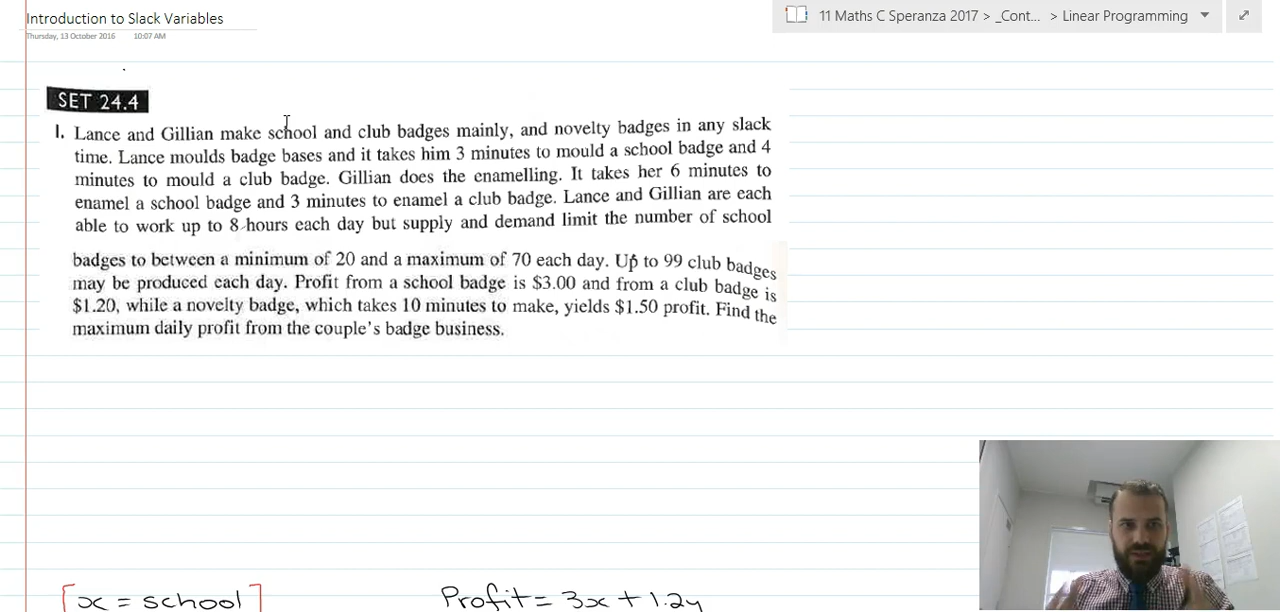 Introduction to Slack Variables
11 Maths C Speranza 2017 > _Cont... > Linear Programming
Thursday, 13 October 2016 10:07 AM
SET 24.4
1. Lance and Gillian make school and club badges mainly, and novelty badges in any slack
time. Lance moulds badge bases and it takes him 3 minutes to mould a school badge and 4
minutes to mould a club badge. Gillian does the enamelling. It takes her 6 minutes to
enamel a school badge and 3 minutes to enamel a club badge. Lance and Gillian are each
able to work up to 8 hours each day but supply and demand limit the number of school
badges to between a minimum of 20 and a maximum of 70 each day. Up to 99 club badges
may be produced each day. Profit from a school badge is $3.00 and from a club badge is
$1.20, while a novelty badge, which takes 10 minutes to make, yields $1.50 profit. Find the
maximum daily profit from the couple's badge business.
[x = school]
Profit = 3x + 1.2y